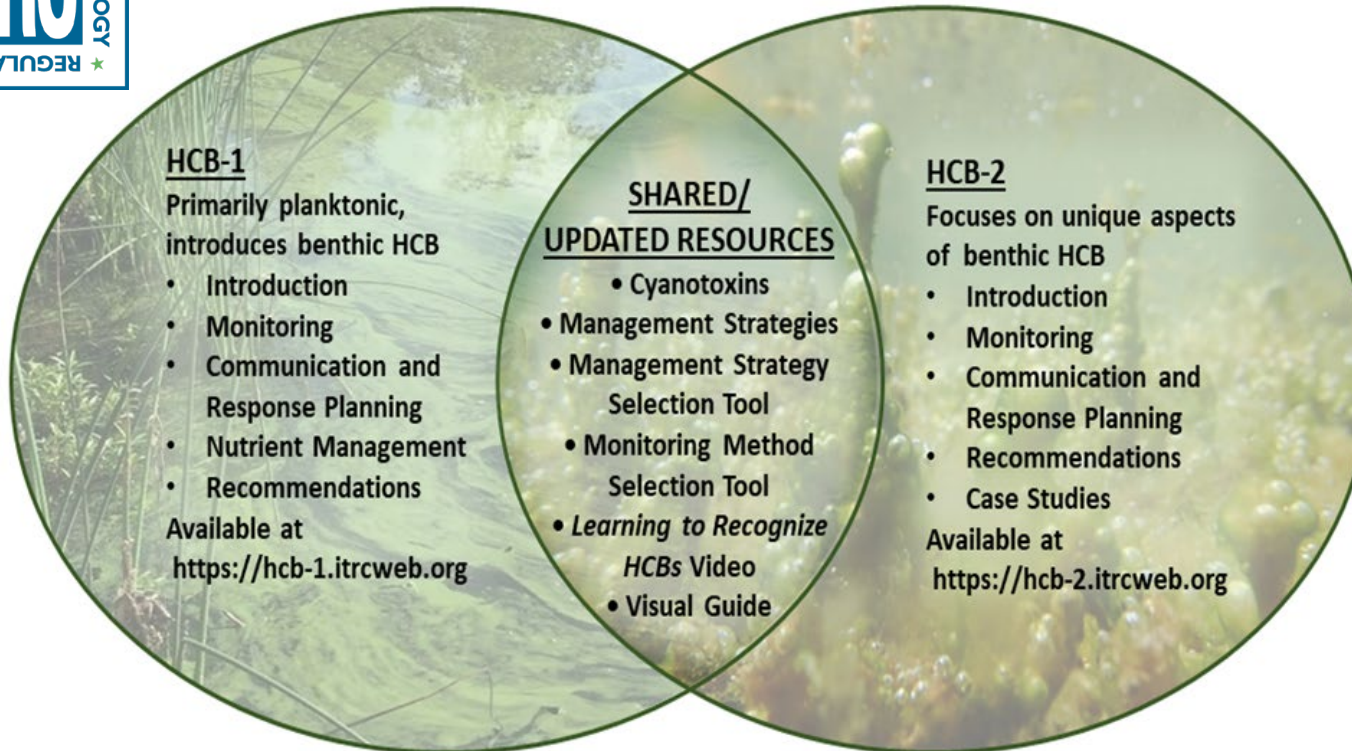 OGY
REGULA
HCB-1
Primarily planktonic,
introduces benthic HCB
• Introduction
• Monitoring
• Communication and
Response Planning
• Nutrient Management
• Recommendations
Available at
https://hcb-1.itrcweb.org
SHARED/
UPDATED RESOURCES
• Cyanotoxins
• Management Strategies
• Management Strategy
Selection Tool
• Monitoring Method
Selection Tool
• Learning to Recognize
HCBs Video
• Visual Guide
HCB-2
Focuses on unique aspects
of benthic HCB
• Introduction
• Monitoring
• Communication and
Response Planning
• Recommendations
• Case Studies
Available at
https://hcb-2.itrcweb.org